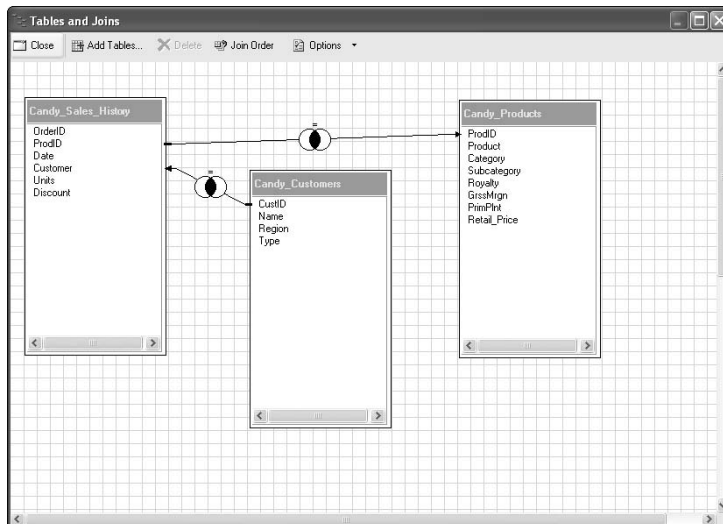 Tables and Joins
Close Add Tables... Delete Join Order Options
Candy_Sales_History
OrderID
ProdID
Date
Customer
Units
Discount
=
=
Candy_Customers
CustID
Name
Region
Type
Candy_Products
ProdID
Product
Category
Subcategory
Royalty
GrssMrgn
PrimPlnt
Retail_Price